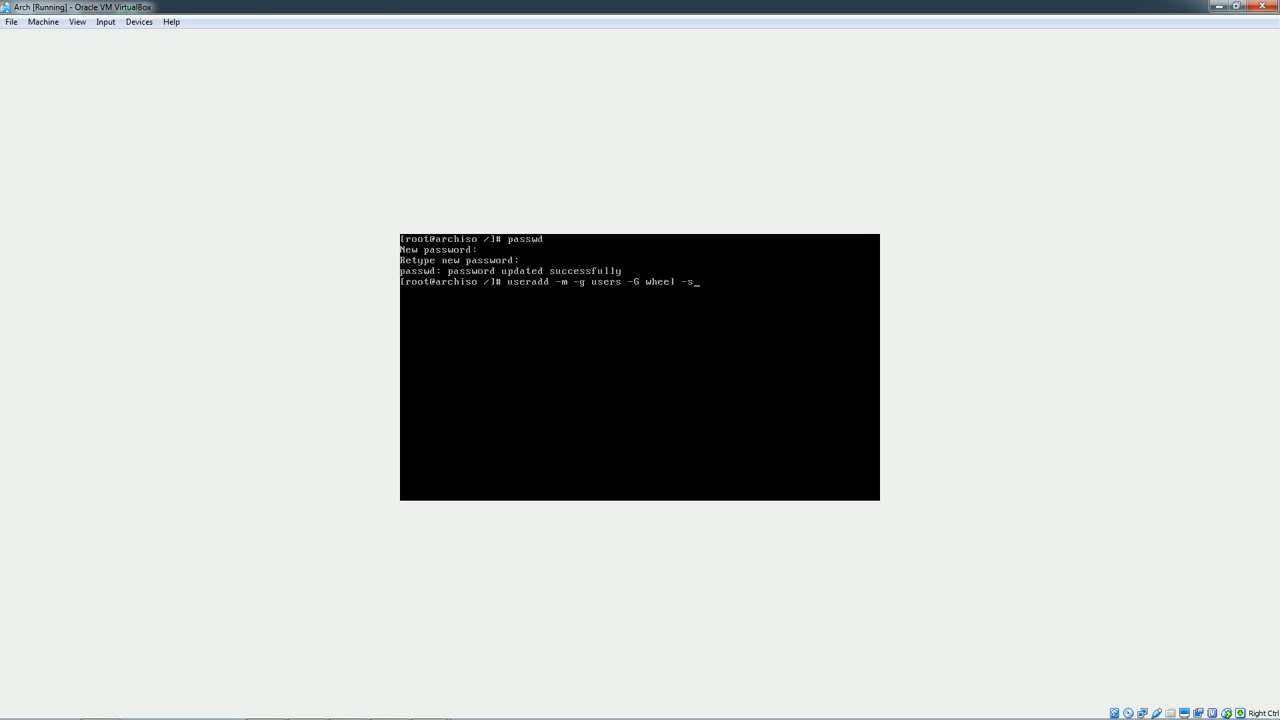 Arch [Running] - Oracle VM VirtualBox
File Machine View Input Devices Help
[root@archiso /]# passwd
New password:
Retype new password:
passwd: password updated successfully
[root@archiso /]# useradd -m -g users -G wheel -s_
Right Ctrl